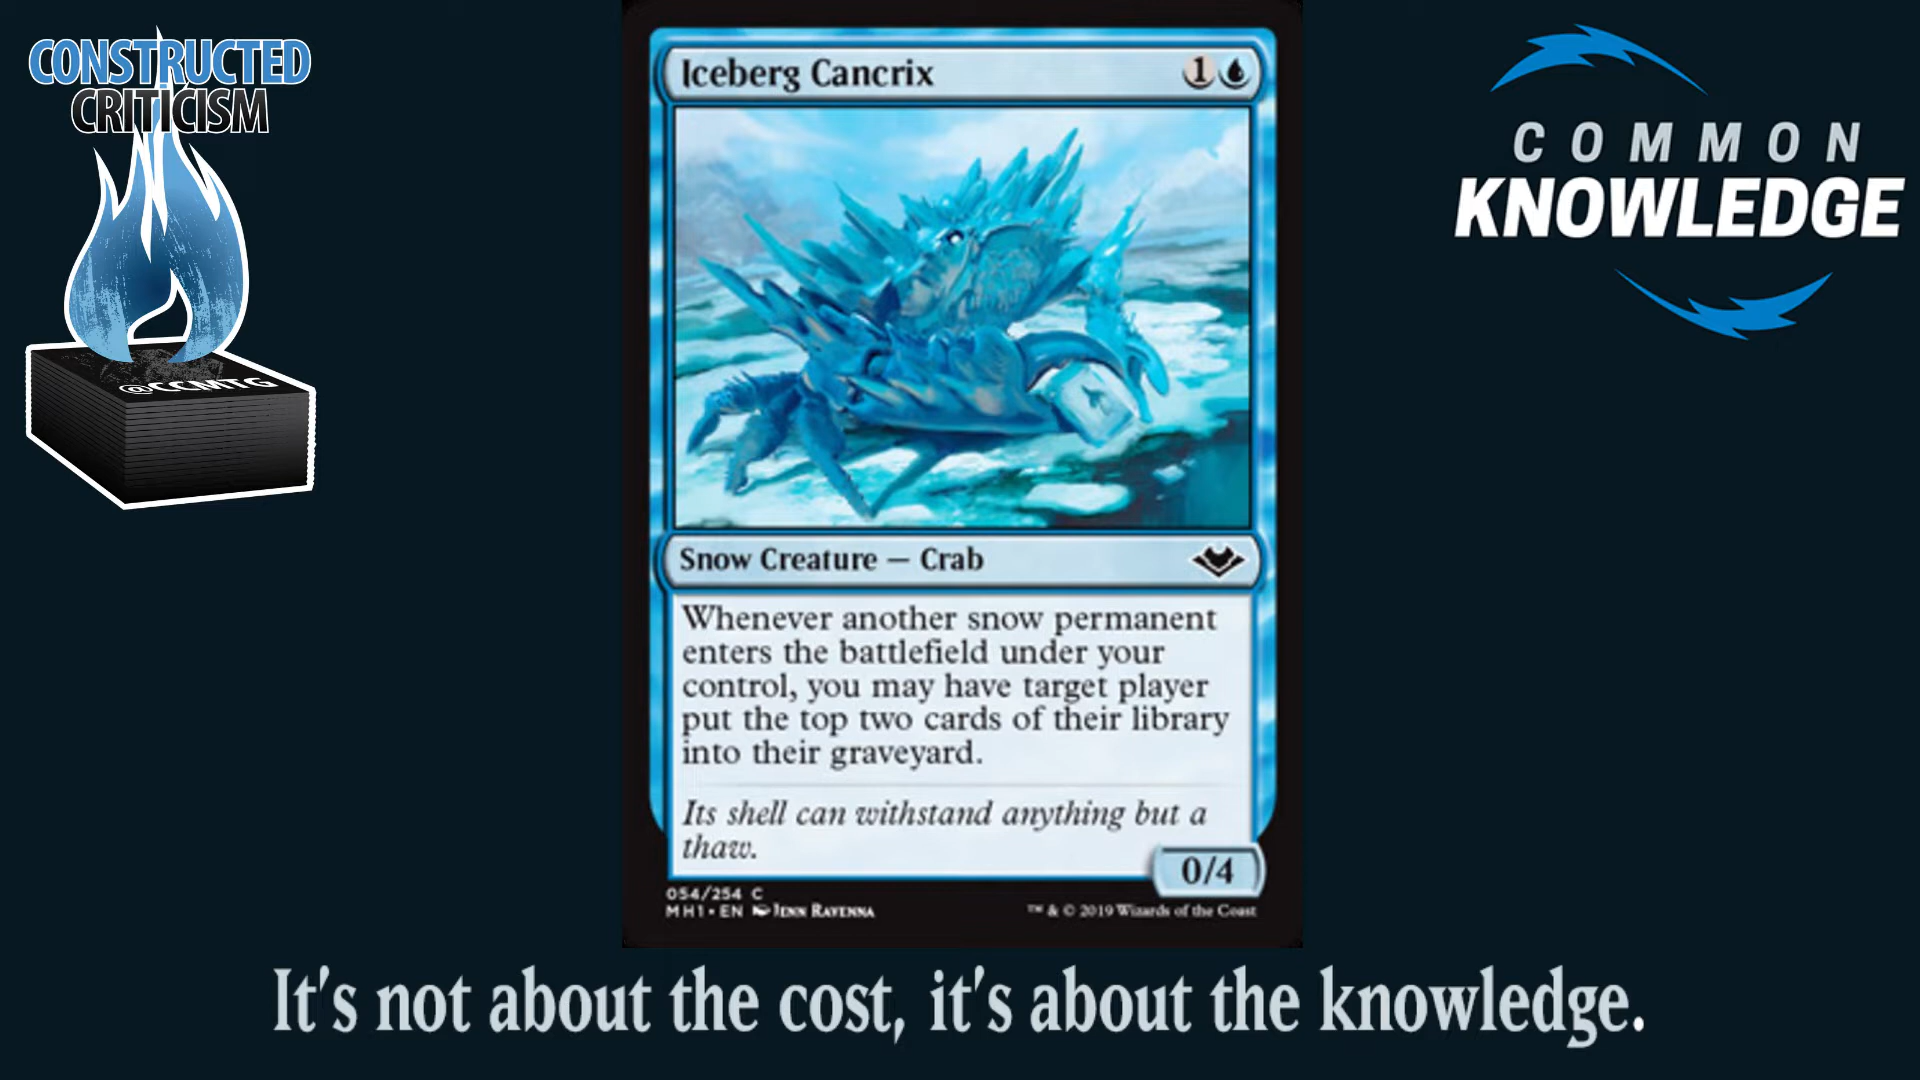 CONSTRUCTED
CRITICISM
@CCMTG
COMMON
KNOWLEDGE
Iceberg Cancrix 1
Snow Creature — Crab
Whenever another snow permanent
enters the battlefield under your
control, you may have target player
put the top two cards of their library
into their graveyard.
Its shell can withstand anything but a
thaw.
0/4
054/254 C
MH1 • EN Jenn Ravenna
™ & © 2019 Wizards of the Coast
It's not about the cost, it's about the knowledge.